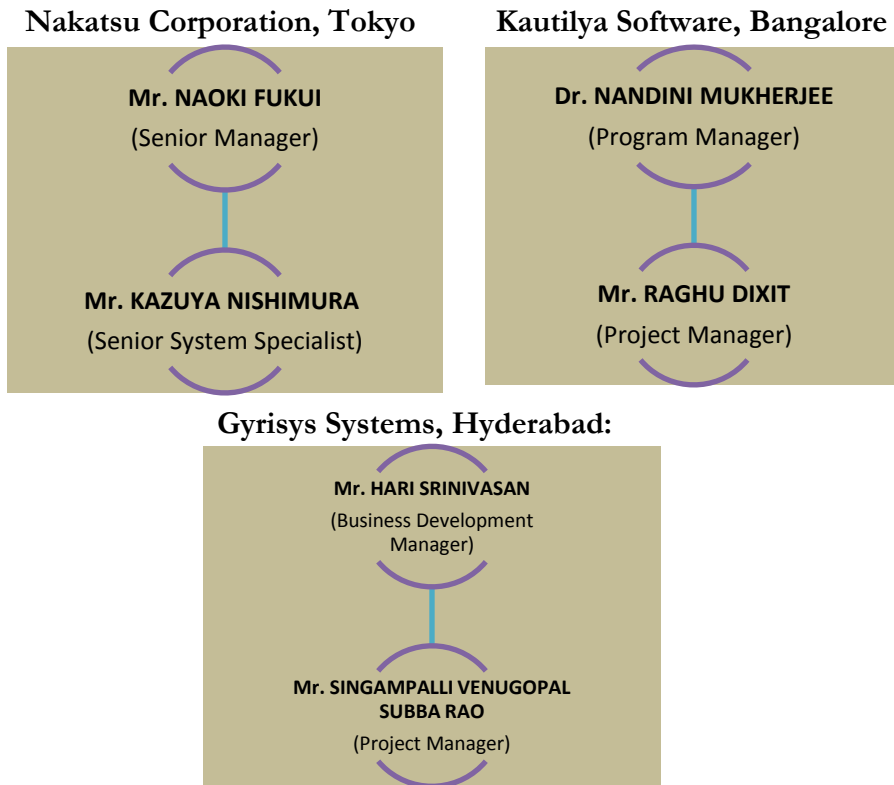 Nakatsu Corporation, Tokyo
Mr. NAOKI FUKUI
(Senior Manager)
Mr. KAZUYA NISHIMURA
(Senior System Specialist)
Kautilya Software, Bangalore
Dr. NANDINI MUKHERJEE
(Program Manager)
Mr. RAGHU DIXIT
(Project Manager)
Gyrisys Systems, Hyderabad:
Mr. HARI SRINIVASAN
(Business Development
Manager)
Mr. SINGAMPALLI VENUGOPAL
SUBBA RAO
(Project Manager)